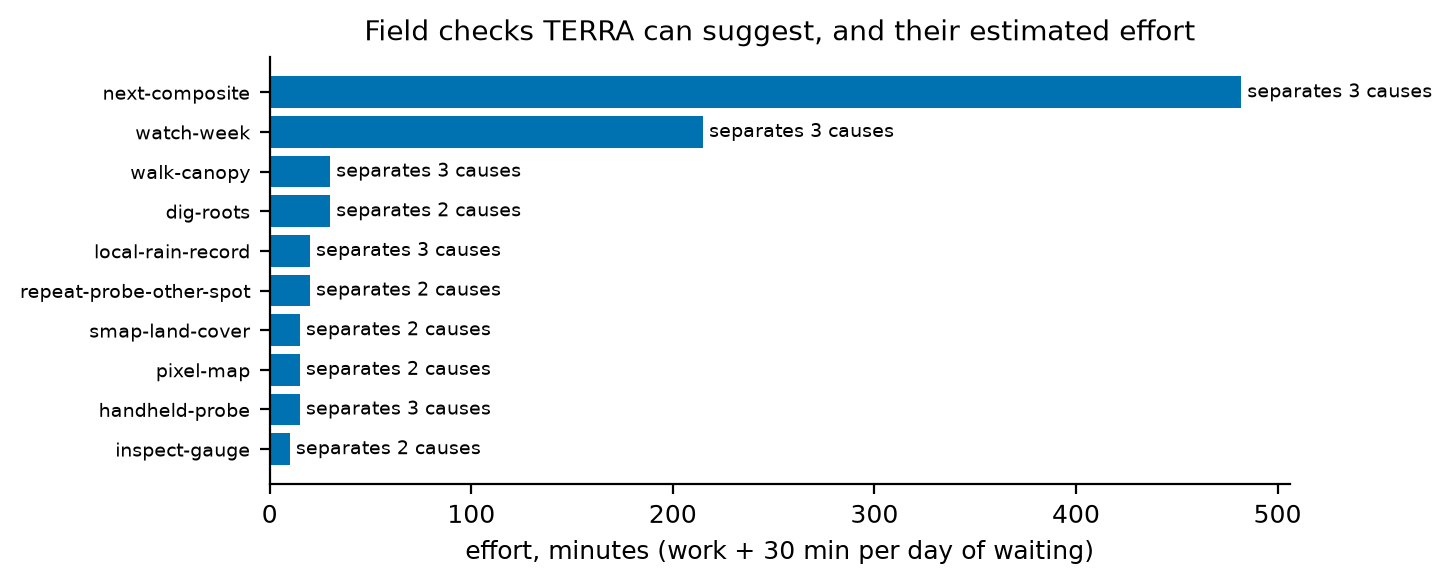 Field checks TERRA can suggest, and their estimated effort
next-composite separates 3 causes
watch-week separates 3 causes
walk-canopy separates 3 causes
dig-roots separates 2 causes
local-rain-record separates 3 causes
repeat-probe-other-spot separates 2 causes
smap-land-cover separates 2 causes
pixel-map separates 2 causes
handheld-probe separates 3 causes
inspect-gauge separates 2 causes
0 100 200 300 400 500
effort, minutes (work + 30 min per day of waiting)